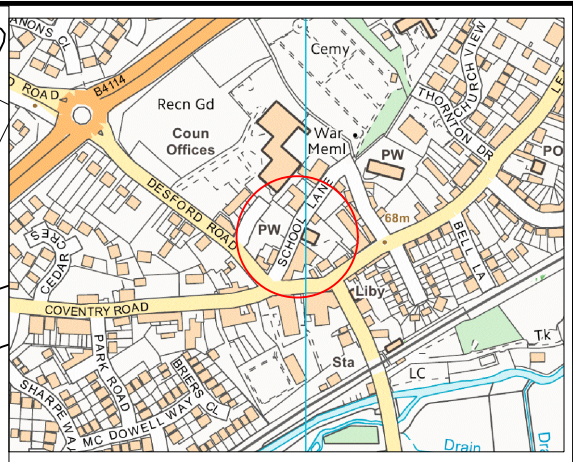 ANONS CL
D ROAD
B4114
Cemy
CHURCH VIEW
LE
Recn Gd
Coun
Offices
War
Meml
THORNTON DR
PW
PO
DESFORD ROAD
SCHOOL LANE
PW
68m
CEDAR CRES
BELL LA
COVENTRY ROAD
Liby
PARK ROAD
Sta
LC
Tk
BRIERS CL
SHARPE WAY
MC DOWELL WAY
Drain
Dra